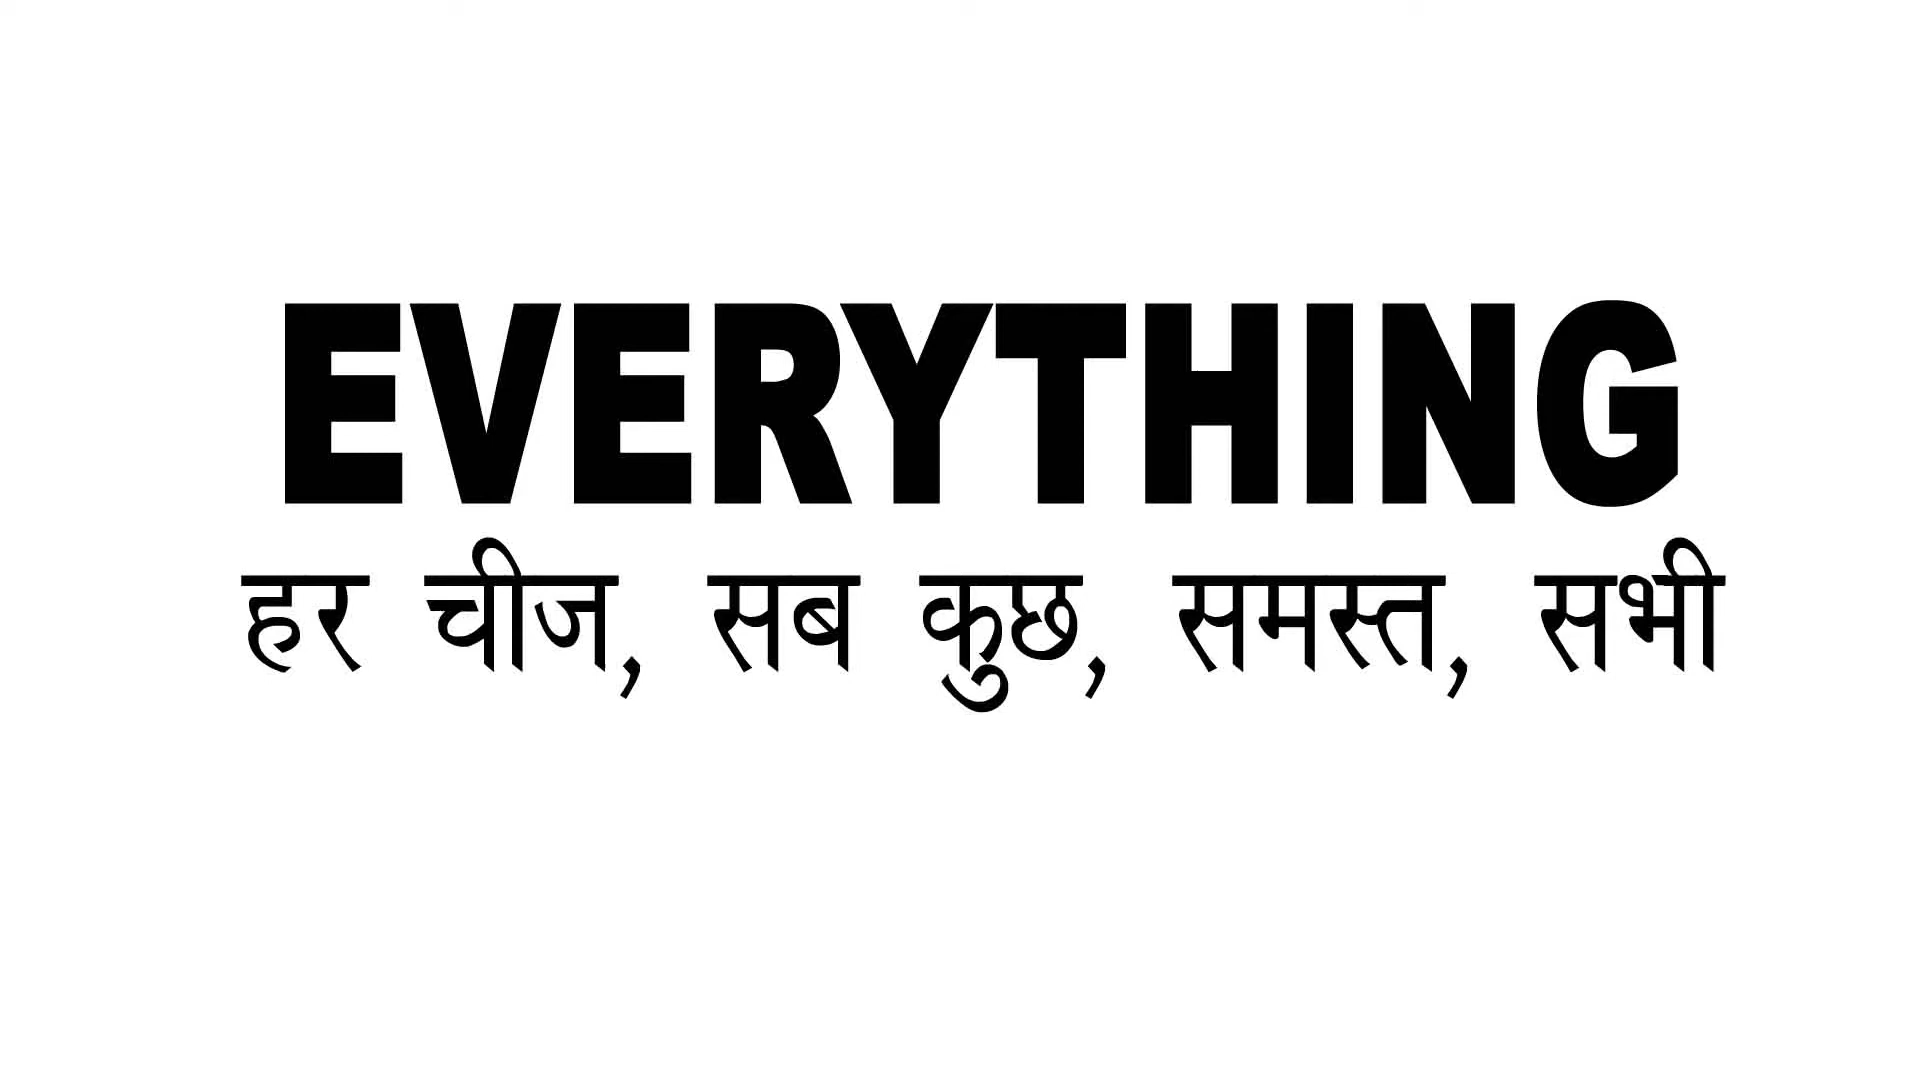 EVERYTHING
हर चीज, सब कुछ, समस्त, सभी